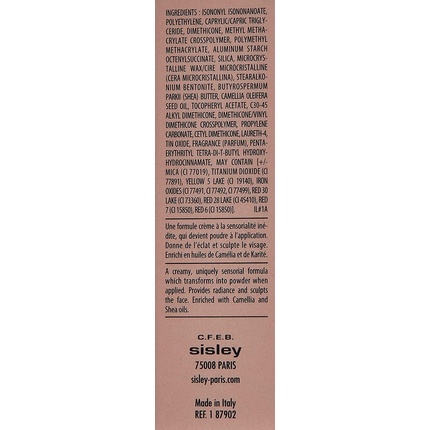 INGREDIENTS : ISONONYL ISONONANOATE,
POLYETHYLENE, CAPRYLIC/CAPRIC TRIGLY-
CERIDE, DIMETHICONE, METHYL METHA-
CRYLATE CROSSPOLYMER, POLYMETHYL
METHACRYLATE, ALUMINUM STARCH
OCTENYLSUCCINATE, SILICA, MICROCRYS-
TALLINE WAX/CIRE MICROCRISTALLINE
(CERA MICROCRISTALLINA), STEARALKO-
NIUM BENTONITE, BUTYROSPERMUM
PARKII (SHEA) BUTTER, CAMELLIA OLEIFERA
SEED OIL, TOCOPHERYL ACETATE, C30-45
ALKYL DIMETHICONE, DIMETHICONE/VINYL
DIMETHICONE CROSSPOLYMER, PROPYLENE
CARBONATE, CETYL DIMETHICONE, LAURETH-4,
TIN OXIDE, FRAGRANCE (PARFUM), PENTA-
ERYTHRITYL TETRA-DI-T-BUTYL HYDROXY-
HYDROCINNAMATE, MAY CONTAIN [+/-
MICA (CI 77019), TITANIUM DIOXIDE (CI
77891), YELLOW 5 LAKE (CI 19140), IRON
OXIDES (CI 77491, CI 77492, CI 77499), RED 30
LAKE (CI 73360), RED 28 LAKE (CI 45410), RED
7 (CI 15850), RED 6 (CI 15850)]. IL#1A
Une formule crème à la sensorialité iné-
dite, qui devient poudre à l'application.
Donne de l'éclat et sculpte le visage.
Enrichi en huiles de Camélia et de Karité.
A creamy, uniquely sensorial formula
which transforms into powder when
applied. Provides radiance and sculpts
the face. Enriched with Camellia and
Shea oils.
C.F.E.B.
sisley
75008 PARIS
sisley-paris.com
Made in Italy
REF. 1 87902